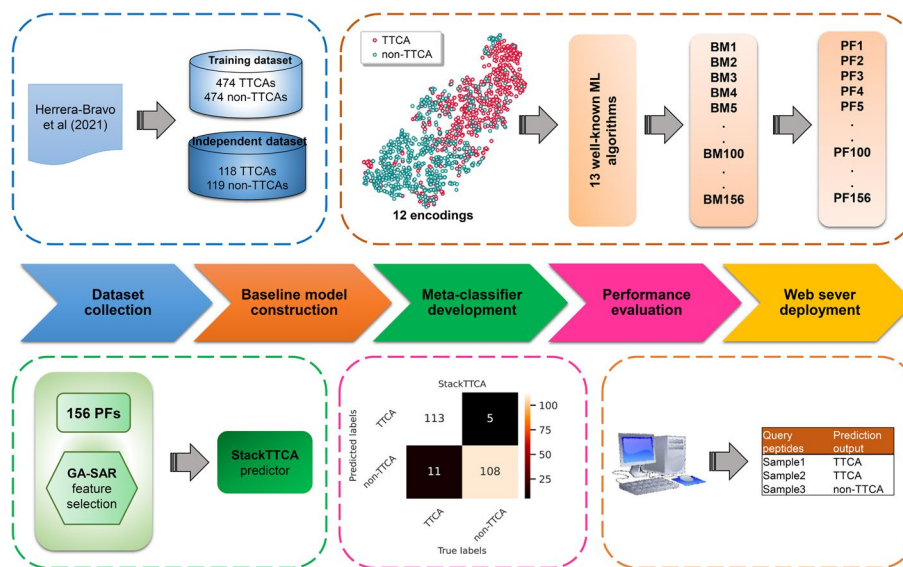 Herrera-Bravo
et al (2021)
Training dataset
474 TTCAs
474 non-TTCAs
Independent dataset
118 TTCAs
119 non-TTCAs
TTCA
non-TTCA
12 encodings
13 well-known ML
algorithms
BM1
BM2
BM3
BM4
BM5
.
.
BM100
.
.
BM156
PF1
PF2
PF3
PF4
PF5
.
.
PF100
.
.
PF156
Dataset
collection
Baseline model
construction
Meta-classifier
development
Performance
evaluation
Web sever
deployment
156 PFs
GA-SAR
feature
selection
StackTTCA
predictor
StackTTCA
Predicted labels
TTCA
non-TTCA
113
5
11
108
TTCA
non-TTCA
True labels
100
75
50
25
Query
peptides
Prediction
output
Sample1
TTCA
Sample2
TTCA
Sample3
non-TTCA